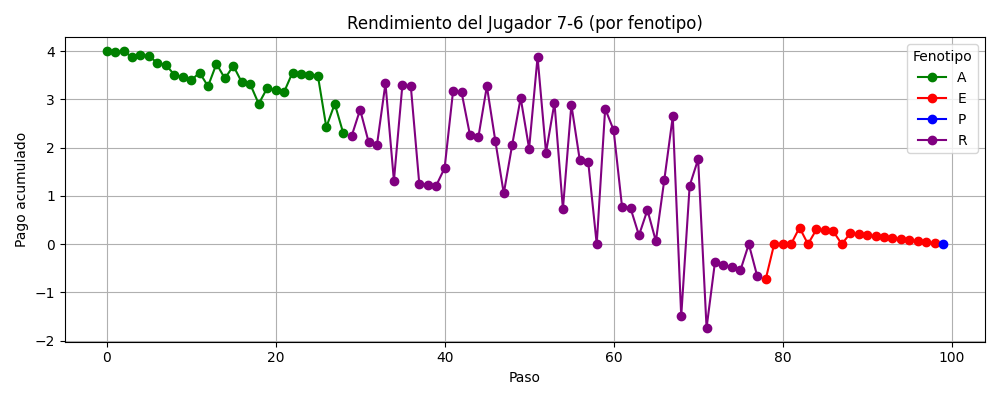 Rendimiento del Jugador 7-6 (por fenotipo)
Pago acumulado
4
3
2
1
0
−1
−2
Fenotipo
A
E
P
R
0 20 40 60 80 100
Paso